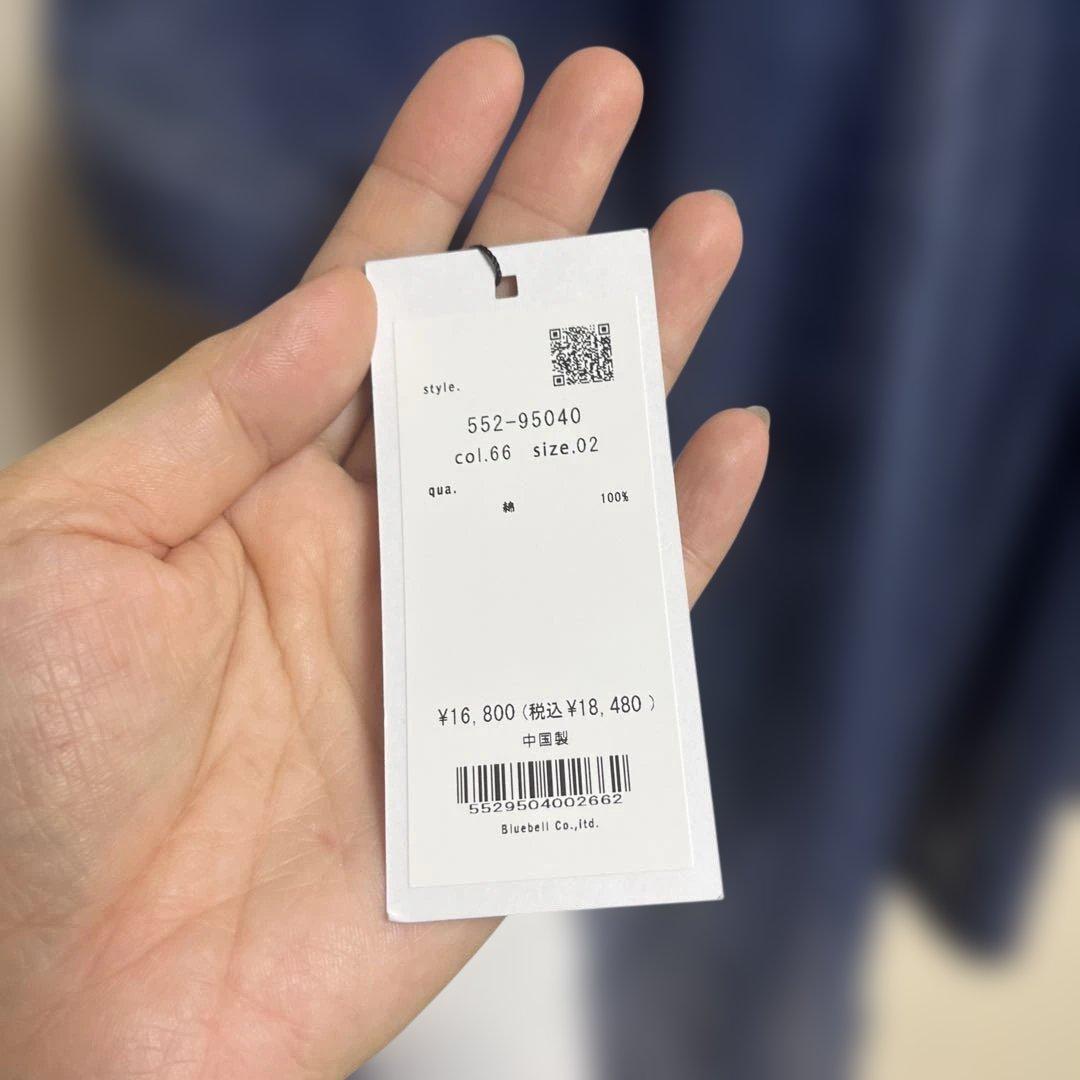 style.
552-95040
col.66 size.02
qua.
綿 100%
¥16,800(税込¥18,480 )
中国製
5529504002662
Bluebell Co.,ltd.